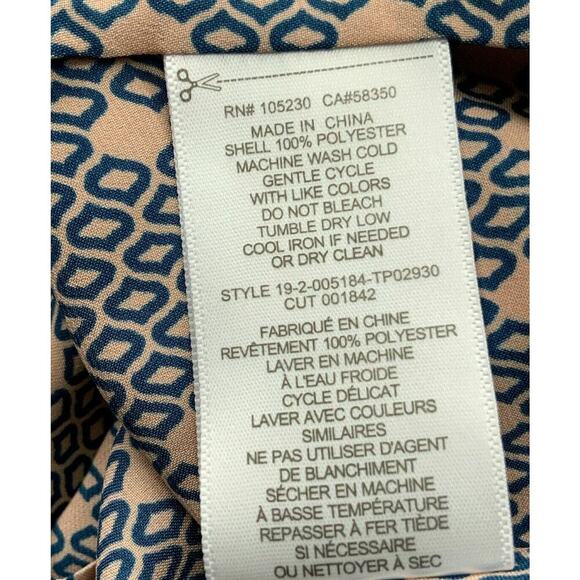 RN# 105230 CA#58350
MADE IN CHINA
SHELL 100% POLYESTER
MACHINE WASH COLD
GENTLE CYCLE
WITH LIKE COLORS
DO NOT BLEACH
TUMBLE DRY LOW
COOL IRON IF NEEDED
OR DRY CLEAN
STYLE 19-2-005184-TP02930
CUT 001842
FABRIQUÉ EN CHINE
REVÊTEMENT 100% POLYESTER
LAVER EN MACHINE
À L'EAU FROIDE
CYCLE DÉLICAT
LAVER AVEC COULEURS
SIMILAIRES
NE PAS UTILISER D'AGENT
DE BLANCHIMENT
SÉCHER EN MACHINE
À BASSE TEMPÉRATURE
REPASSER À FER TIÈDE
SI NÉCESSAIRE
OU NETTOYER À SEC